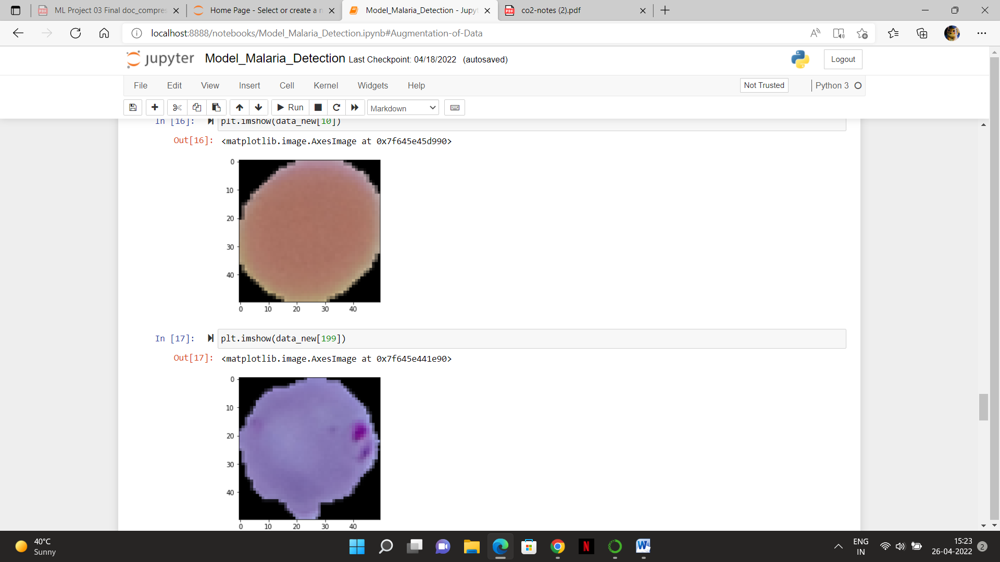 ML Project 03 Final doc_compres
Home Page - Select or create a n
Model_Malaria_Detection - Jupyt
co2-notes (2).pdf
localhost:8888/notebooks/Model_Malaria_Detection.ipynb#Augmentation-of-Data
jupyter Model_Malaria_Detection Last Checkpoint: 04/18/2022 (autosaved)
Logout
File Edit View Insert Cell Kernel Widgets Help
Not Trusted
Python 3
Run
Markdown
In [16]: plt.imshow(data_new[10])
Out[16]: <matplotlib.image.AxesImage at 0x7f645e45d990>
0
10
20
30
40
0 10 20 30 40
In [17]: plt.imshow(data_new[199])
Out[17]: <matplotlib.image.AxesImage at 0x7f645e441e90>
0
10
20
30
40
0 10 20 30 40
40°C
Sunny
ENG
IN
15:23
26-04-2022
2